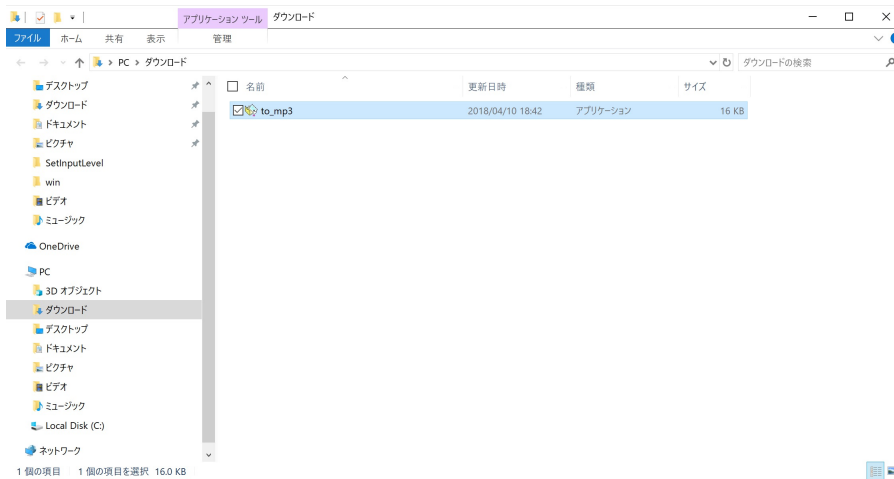 アプリケーション ツール
ダウンロード
ファイル
ホーム
共有
表示
管理
PC
ダウンロード
ダウンロードの検索
デスクトップ
ダウンロード
ドキュメント
ピクチャ
SetInputLevel
win
ビデオ
ミュージック
OneDrive
PC
3D オブジェクト
ダウンロード
デスクトップ
ドキュメント
ピクチャ
ビデオ
ミュージック
Local Disk (C:)
ネットワーク
名前
更新日時
種類
サイズ
to_mp3
2018/04/10 18:42
アプリケーション
16 KB
1 個の項目
1 個の項目を選択 16.0 KB